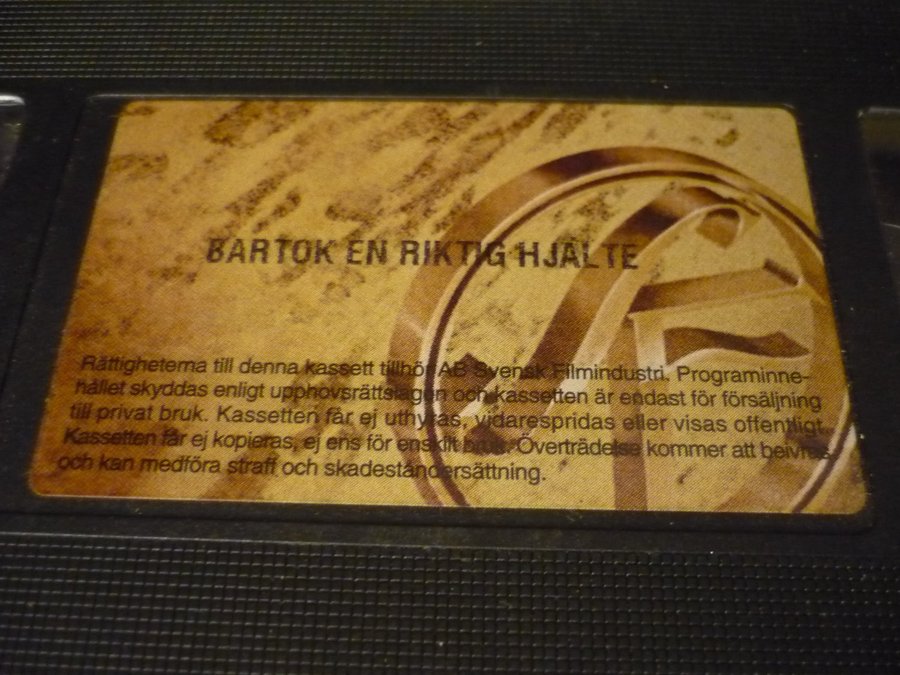 BARTOK EN RIKTIG HJÄLTE
Rättigheterna till denna kassett tillhör AB Svensk Filmindustri. Programinne-
hållet skyddas enligt upphovsrättslagen och kassetten är endast för försäljning
till privat bruk. Kassetten får ej uthyras, vidarespridas eller visas offentligt.
Kassetten får ej kopieras, ej ens för enskilt bruk. Överträdelse kommer att beivras
och kan medföra straff och skadeståndersättning.